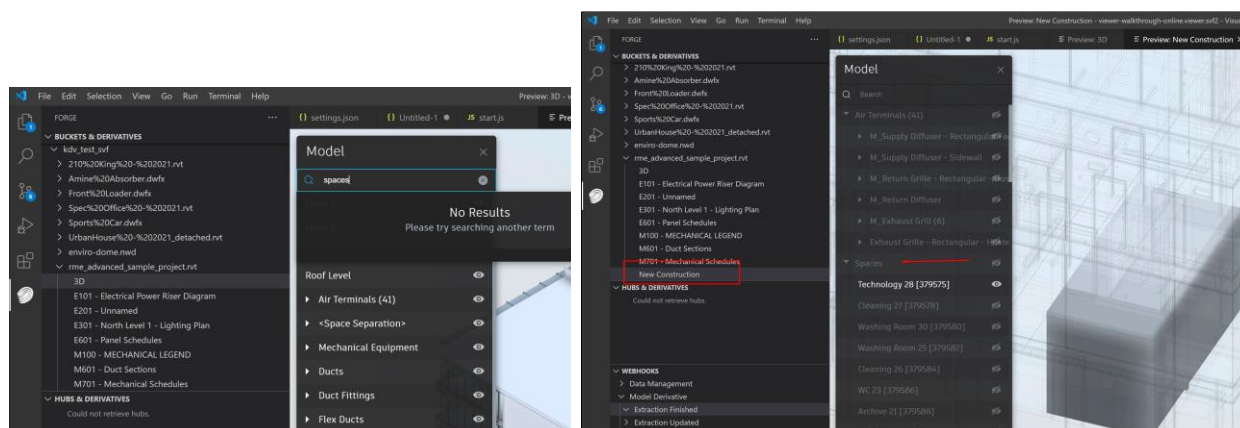 File Edit Selection View Go Run Terminal Help
Preview: 3D - v
FORGE
settings.json
Untitled-1
JS start.js
Pre
BUCKETS & DERIVATIVES
kdv_test_svf
210%20King%20-%202021.rvt
Amine%20Absorber.dwfx
Front%20Loader.dwfx
Spec%20Office%20-%202021.rvt
Sports%20Car.dwfx
UrbanHouse%20-%202021_detached.rvt
enviro-dome.nwd
rme_advanced_sample_project.rvt
3D
E101 - Electrical Power Riser Diagram
E201 - Unnamed
E301 - North Level 1 - Lighting Plan
E601 - Panel Schedules
M100 - MECHANICAL LEGEND
M601 - Duct Sections
M701 - Mechanical Schedules
HUBS & DERIVATIVES
Could not retrieve hubs.
Model
spaces
No Results
Please try searching another term
Roof Level
Air Terminals (41)
<Space Separation>
Mechanical Equipment
Ducts
Duct Fittings
Flex Ducts
File Edit Selection View Go Run Terminal Help
Preview: New Construction - viewer-walkthrough-online.viewer.svf2 - Visua
FORGE
settings.json
Untitled-1
JS start.js
Preview: 3D
Preview: New Construction
BUCKETS & DERIVATIVES
210%20King%20-%202021.rvt
Amine%20Absorber.dwfx
Front%20Loader.dwfx
Spec%20Office%20-%202021.rvt
Sports%20Car.dwfx
UrbanHouse%20-%202021_detached.rvt
enviro-dome.nwd
rme_advanced_sample_project.rvt
3D
E101 - Electrical Power Riser Diagram
E201 - Unnamed
E301 - North Level 1 - Lighting Plan
E601 - Panel Schedules
M100 - MECHANICAL LEGEND
M601 - Duct Sections
M701 - Mechanical Schedules
New Construction
HUBS & DERIVATIVES
Could not retrieve hubs.
WEBHOOKS
Data Management
Model Derivative
Extraction Finished
Extraction Updated
Model
Search
Air Terminals (41)
M_Supply Diffuser - Rectangular
M_Supply Diffuser - Sidewall
M_Return Grille - Rectangular -
M_Return Diffuser
M_Exhaust Grill (6)
Exhaust Grille - Rectangular -
Spaces
Technology 28 [379575]
Cleaning 27 [379578]
Washing Room 30 [379580]
Washing Room 25 [379582]
Cleaning 26 [379584]
WC 23 [379586]
Archive 21 [379588]